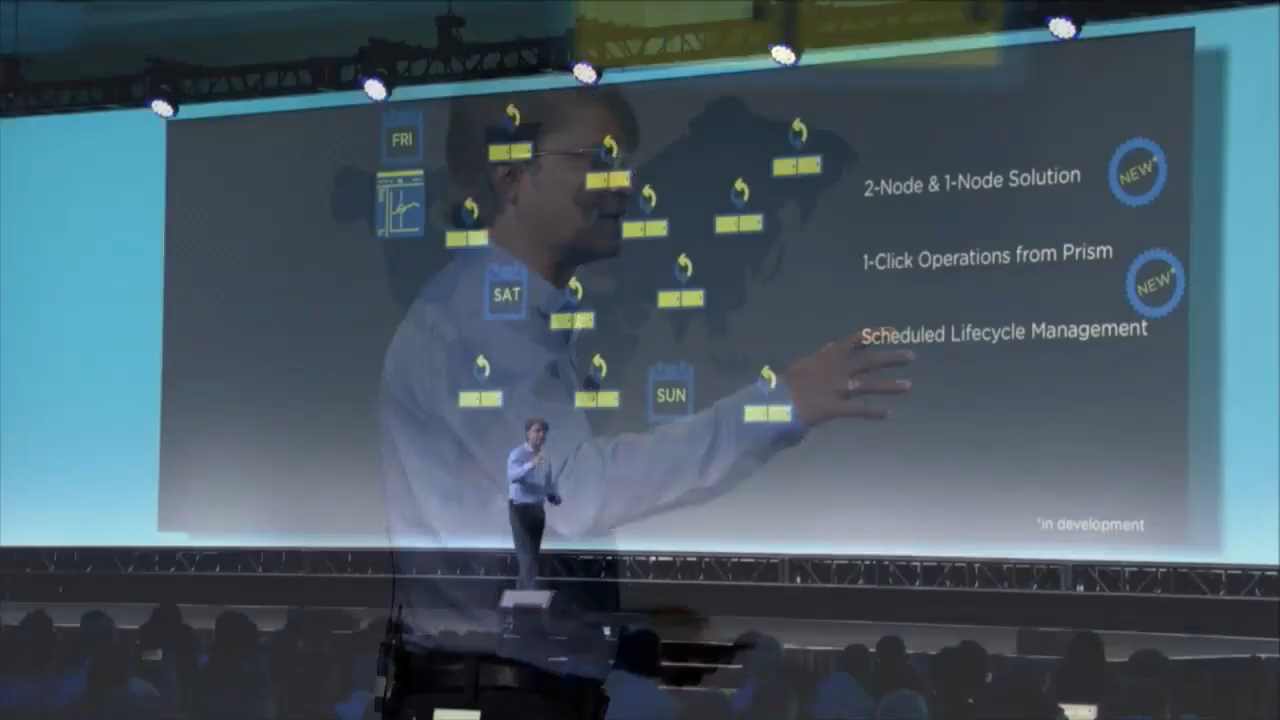 FRI
2-Node & 1-Node Solution
NEW*
1-Click Operations from Prism
NEW*
SAT
Scheduled Lifecycle Management
SUN
*in development